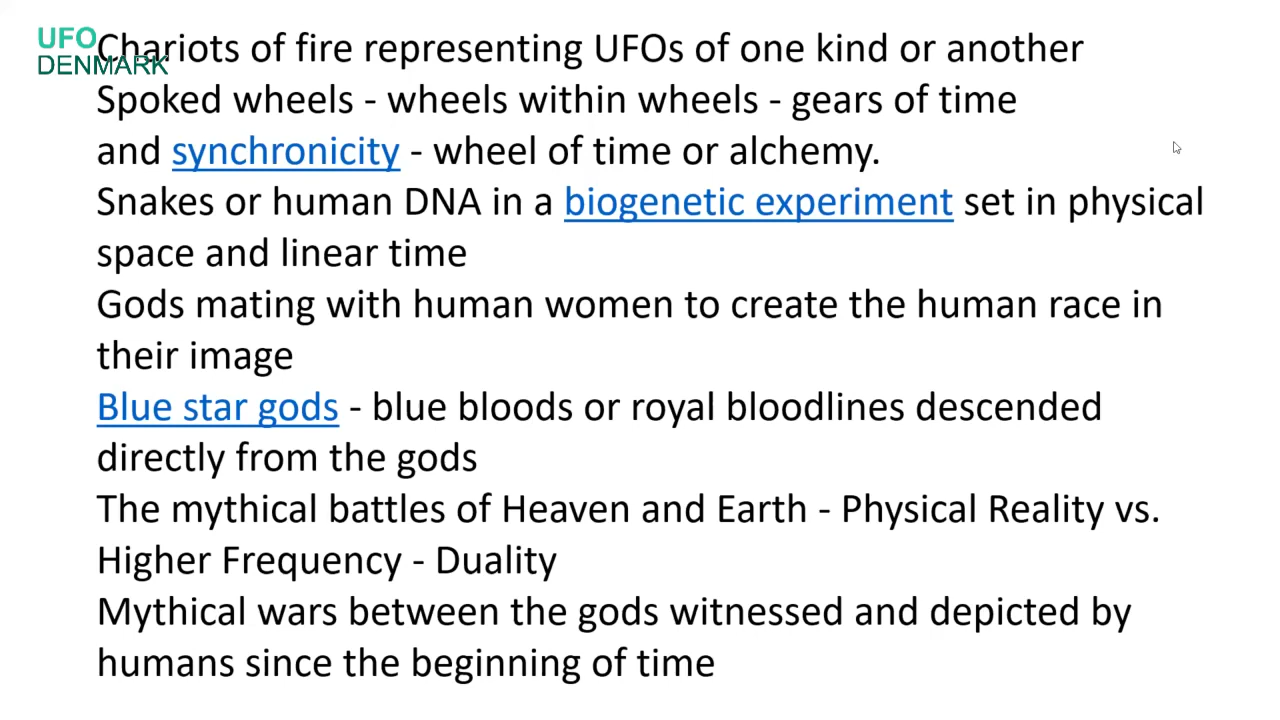 UFO
DENMARK
Chariots of fire representing UFOs of one kind or another
Spoked wheels - wheels within wheels - gears of time
and synchronicity - wheel of time or alchemy.
Snakes or human DNA in a biogenetic experiment set in physical
space and linear time
Gods mating with human women to create the human race in
their image
Blue star gods - blue bloods or royal bloodlines descended
directly from the gods
The mythical battles of Heaven and Earth - Physical Reality vs.
Higher Frequency - Duality
Mythical wars between the gods witnessed and depicted by
humans since the beginning of time